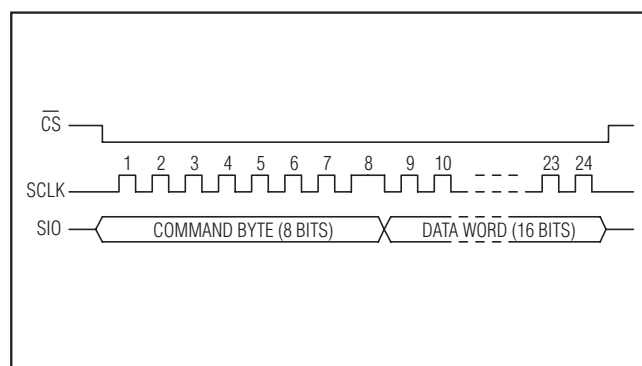 C̅S̅
1 2 3 4 5 6 7 8 9 10 23 24
SCLK
SIO COMMAND BYTE (8 BITS) DATA WORD (16 BITS)